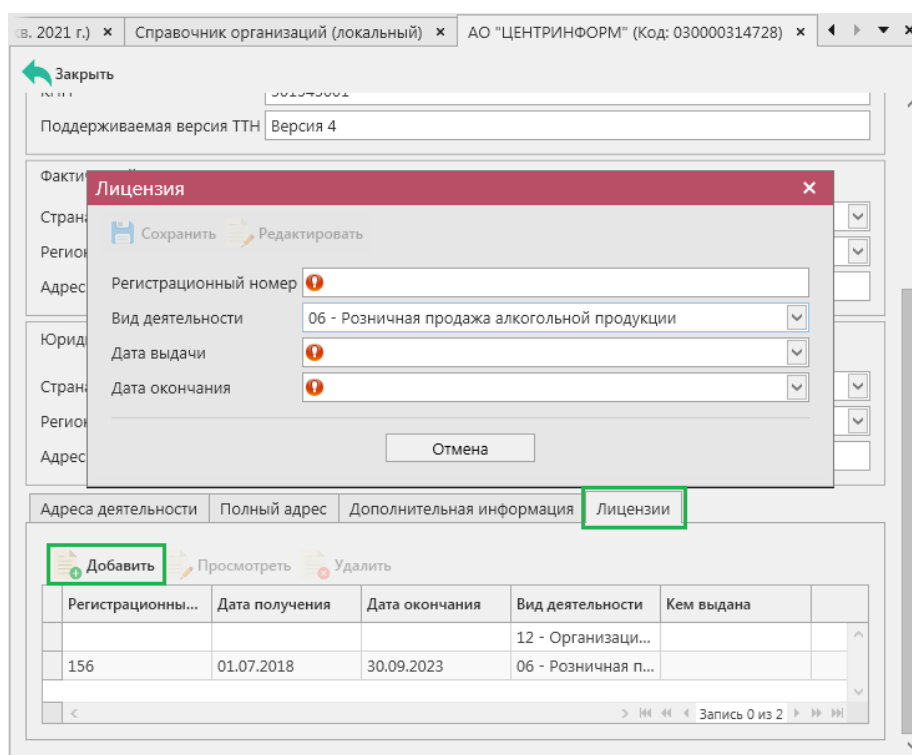 кв. 2021 г.) × Справочник организаций (локальный) × АО "ЦЕНТРИНФОРМ" (Код: 030000314728) ×
Закрыть
Поддерживаемая версия ТТН Версия 4
Лицензия
Сохранить Редактировать
Регистрационный номер
Вид деятельности 06 - Розничная продажа алкогольной продукции
Дата выдачи
Дата окончания
Отмена
Адрес
Адреса деятельности Полный адрес Дополнительная информация Лицензии
Добавить Просмотреть Удалить
Регистрационны... Дата получения Дата окончания Вид деятельности Кем выдана
12 - Организаци...
156 01.07.2018 30.09.2023 06 - Розничная п...
Запись 0 из 2